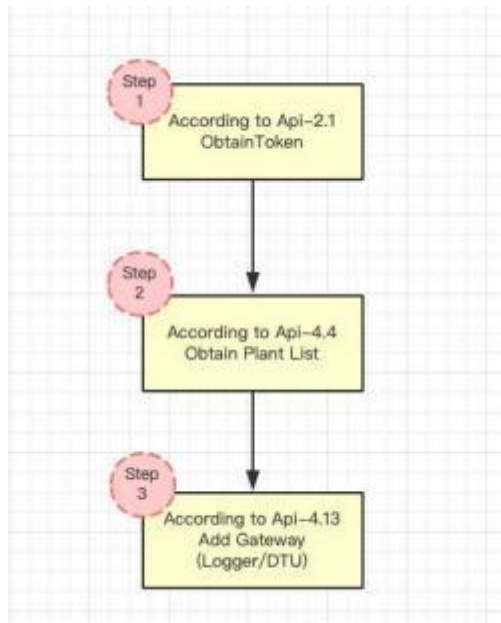 Step
1
According to Api-2.1
ObtainToken
Step
2
According to Api-4.4
Obtain Plant List
Step
3
According to Api-4.13
Add Gateway
(Logger/DTU)